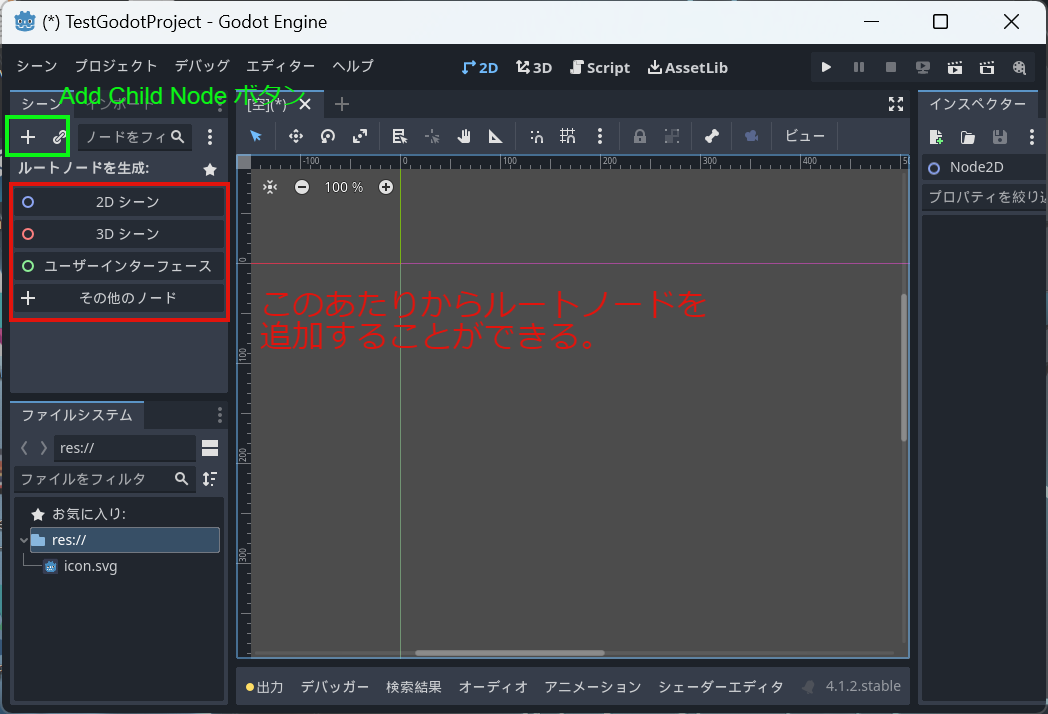 (*) TestGodotProject - Godot Engine
シーン プロジェクト デバッグ エディター ヘルプ
2D 3D Script AssetLib
Add Child Node ボタン
シーン インポート
[空](*)
インスペクター
ノードをフィ
ビュー
ルートノードを生成:
Node2D
プロパティを絞り込
2D シーン
3D シーン
ユーザーインターフェース
その他のノード
-100 0 100 200 300 400
100 %
0
100
200
300
このあたりからルートノードを
追加することができる。
ファイルシステム
res://
ファイルをフィルタ
お気に入り:
res://
icon.svg
出力 デバッガー 検索結果 オーディオ アニメーション シェーダーエディタ 4.1.2.stable